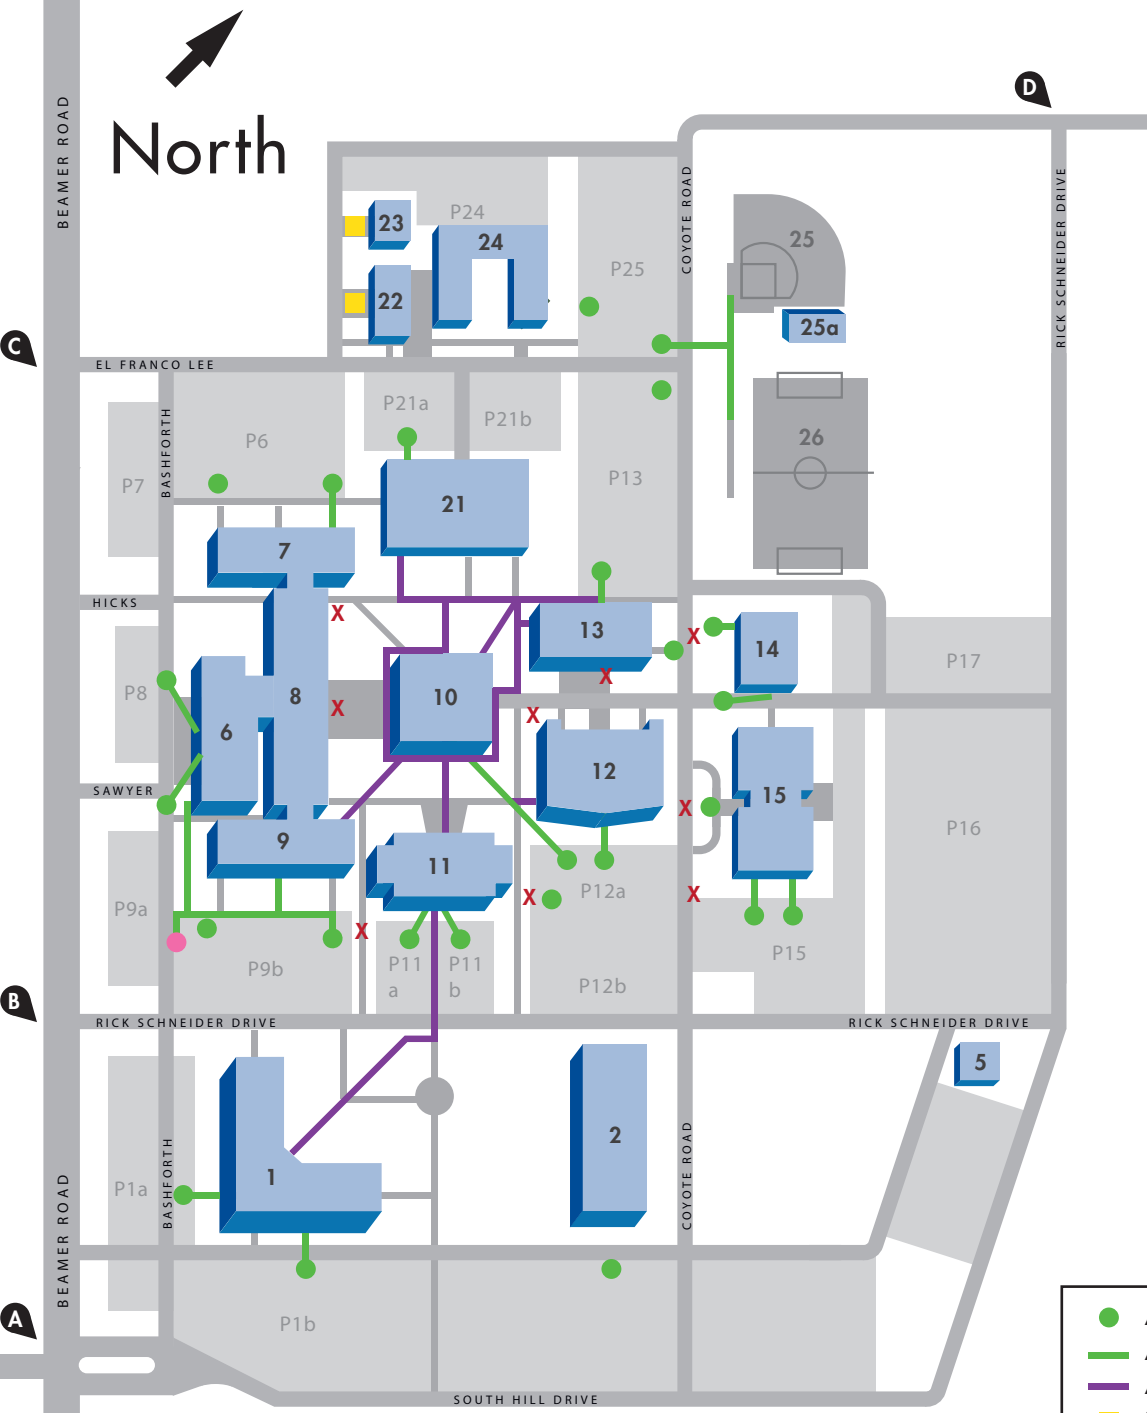 D
BEAMER ROAD
North
COYOTE ROAD
RICK SCHNEIDER DRIVE
23
P24
24
25
P25
22
25a
C
EL FRANCO LEE
P21a
P21b
BASHFORTH
P6
26
P7
P13
21
7
HICKS
13
14
P17
P8
8
10
6
12
SAWYER
15
9
P16
11
P12a
P9a
X
X
X
X
X
X
X
X
X
P15
P9b
P11
a
P11
b
P12b
B
RICK SCHNEIDER DRIVE
RICK SCHNEIDER DRIVE
5
2
1
P1a
BASHFORTH
COYOTE ROAD
BEAMER ROAD
A
P1b
SOUTH HILL DRIVE